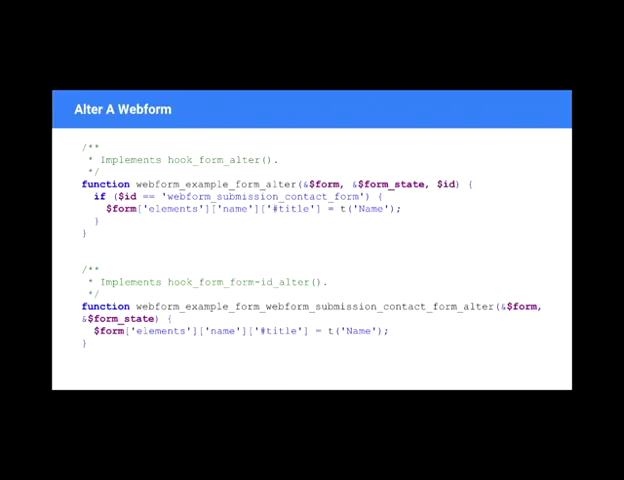 Alter A Webform
/**
* Implements hook_form_alter().
*/
function webform_example_form_alter(&$form, &$form_state, $id) {
if ($id == 'webform_submission_contact_form') {
$form['elements']['name']['#title'] = t('Name');
}
}
/**
* Implements hook_form_form-id_alter().
*/
function webform_example_form_webform_submission_contact_form_alter(&$form,
&$form_state) {
$form['elements']['name']['#title'] = t('Name');
}